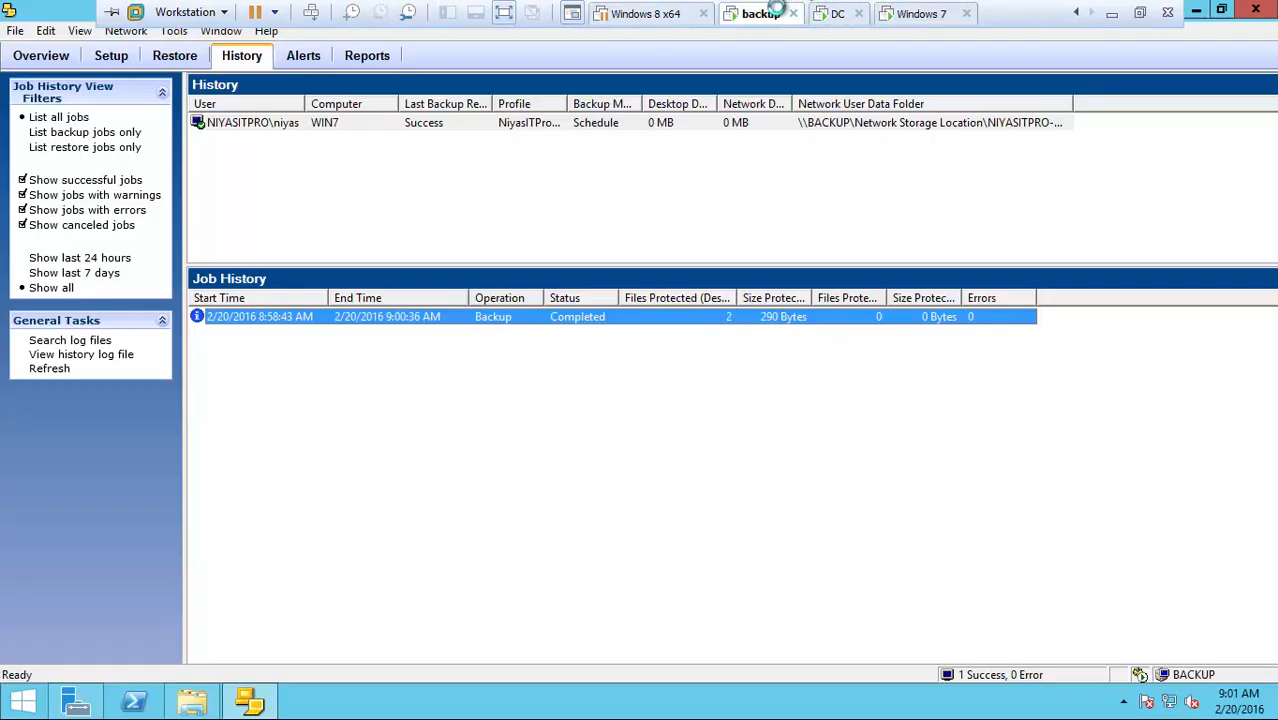 Workstation Windows 8 x64 backup DC Windows 7
File Edit View Network Tools Window Help
Overview Setup Restore History Alerts Reports
Job History View
Filters
List all jobs
List backup jobs only
List restore jobs only
Show successful jobs
Show jobs with warnings
Show jobs with errors
Show canceled jobs
Show last 24 hours
Show last 7 days
Show all
General Tasks
Search log files
View history log file
Refresh
History
User Computer Last Backup Re... Profile Backup M... Desktop D... Network D... Network User Data Folder
NIYASITPRO\niyas WIN7 Success NiyasITPro... Schedule 0 MB 0 MB \\BACKUP\Network Storage Location\NIYASITPRO-...
Job History
Start Time End Time Operation Status Files Protected (Des... Size Protec... Files Prote... Size Protec... Errors
2/20/2016 8:58:43 AM 2/20/2016 9:00:36 AM Backup Completed 2 290 Bytes 0 0 Bytes 0
Ready 1 Success, 0 Error BACKUP
9:01 AM
2/20/2016